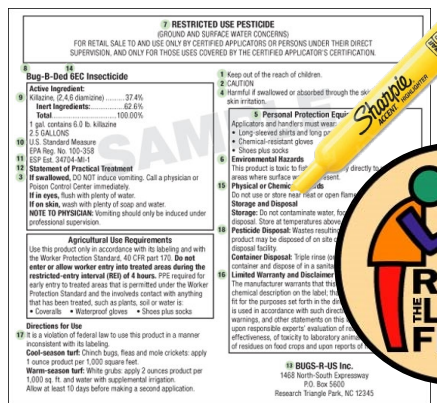 7 RESTRICTED USE PESTICIDE
(GROUND AND SURFACE WATER CONCERNS)
FOR RETAIL SALE TO AND USE ONLY BY CERTIFIED APPLICATORS OR PERSONS UNDER THEIR DIRECT
SUPERVISION, AND ONLY FOR THOSE USES COVERED BY THE CERTIFIED APPLICATOR'S CERTIFICATION.
8 14
Bug-B-Ded 6EC Insecticide
Active Ingredient:
9 Killazine, (2,4,6 diamizine) .......... 37.4%
Inert Ingredients:..................62.6%
Total......................100.00%
1 gal. contains 6.0 lb. killazine
2.5 GALLONS
10 U.S. Standard Measure
EPA Reg. No. 100-358
11 ESP Est. 34704-MI-1
12 Statement of Practical Treatment
3 If swallowed, DO NOT induce vomiting. Call a physician or
Poison Control Center immediately.
If in eyes, flush with plenty of water.
If on skin, wash with plenty of soap and water.
NOTE TO PHYSICIAN: Vomiting should only be induced under
professional supervision.
Agricultural Use Requirements
Use this product only in accordance with its labeling and with
the Worker Protection Standard, 40 CFR part 170. Do not
enter or allow worker entry into treated areas during the
restricted-entry interval (REI) of 4 hours. PPE required for
early entry to treated areas that is permitted under the Worker
Protection Standard and the involveds contact with anything
that has been treated, such as plants, soil or water is:
• Coveralls • Waterproof gloves • Shoes plus socks
Directions for Use
17 It is a violation of federal law to use this product in a manner
inconsistent with its labeling.
Cool-season turf: Chinch bugs, fleas and mole crickets: apply
1 ounce product per 1,000 square feet.
Warm-season turf: White grubs: apply 2 ounces product per
1,000 sq. ft. and water with supplemental irrigation.
Allow at least 10 days before making a second application.
SAMPLE
1 Keep out of the reach of children.
2 CAUTION
4 Harmful if swallowed or absorbed through the skin
skin irritation.
5 Personal Protection Equi
Applicators and handlers must wear:
• Long-sleeved shirts and long
• Chemical-resistant gloves
• Shoes plus socks
6 Environmental Hazards
This product is toxic to directly to
areas where surface present.
15 Physical or Chemic
Do not use or store near heat or open flam
Storage and Disposal
Storage: Do not contaminate water, foo
disposal. Store at temperatures above
18 Pesticide Disposal: Wastes resulting
product may be disposed of on site o
disposal facility.
Container Disposal: Triple rinse (or
container and dispose of in a sanita
16 Limited Warranty and Disclaimer
The manufacturer warrants that
chemical description on the label; th
fit for the purposes set forth in the dir
is used in accordance with such direct
warnings, and other statements on this
upon responsible experts' evaluation of
effectiveness, of toxicity to laboratory animal
of residues on food crops and upon reports of
13 BUGS-R-US Inc.
1468 North-South Expressway
P.O. Box 5600
Research Triangle Park, NC 12345
Sharpie
ACCENT HIGHLIGHTER
R
THE
L
F